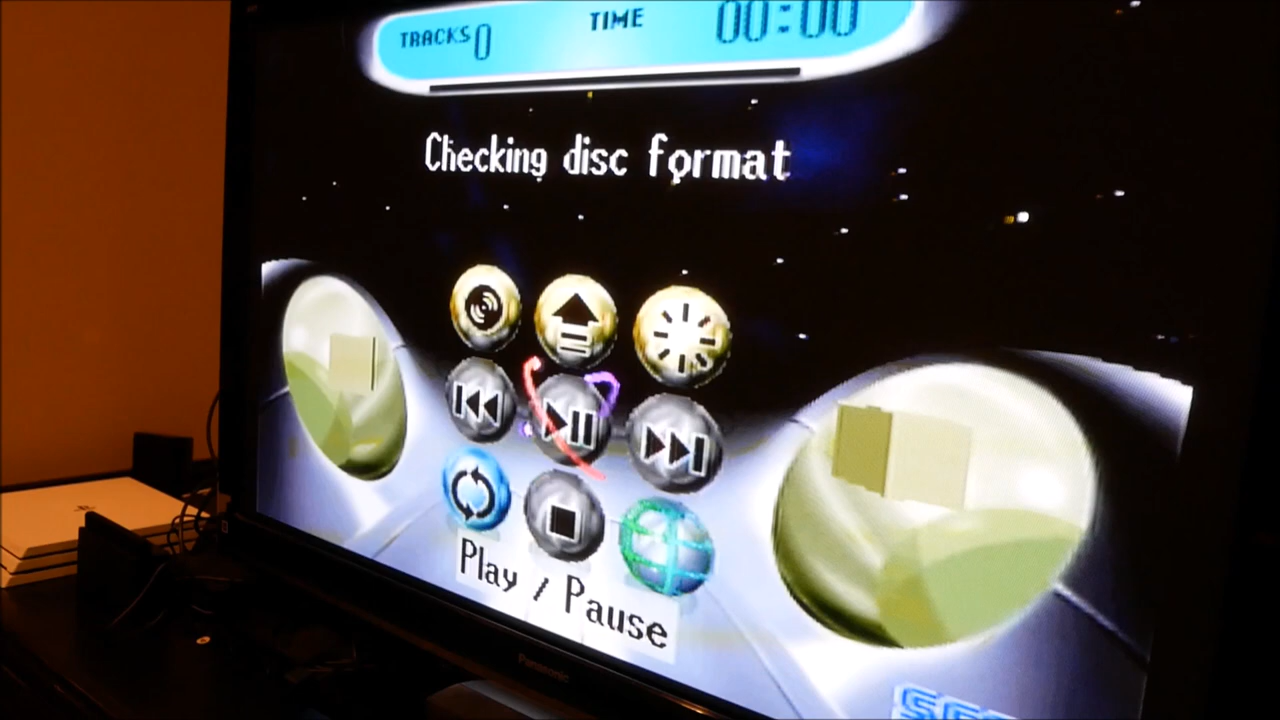 TRACKS 0 TIME 00:00
Checking disc format
Play / Pause
Panasonic